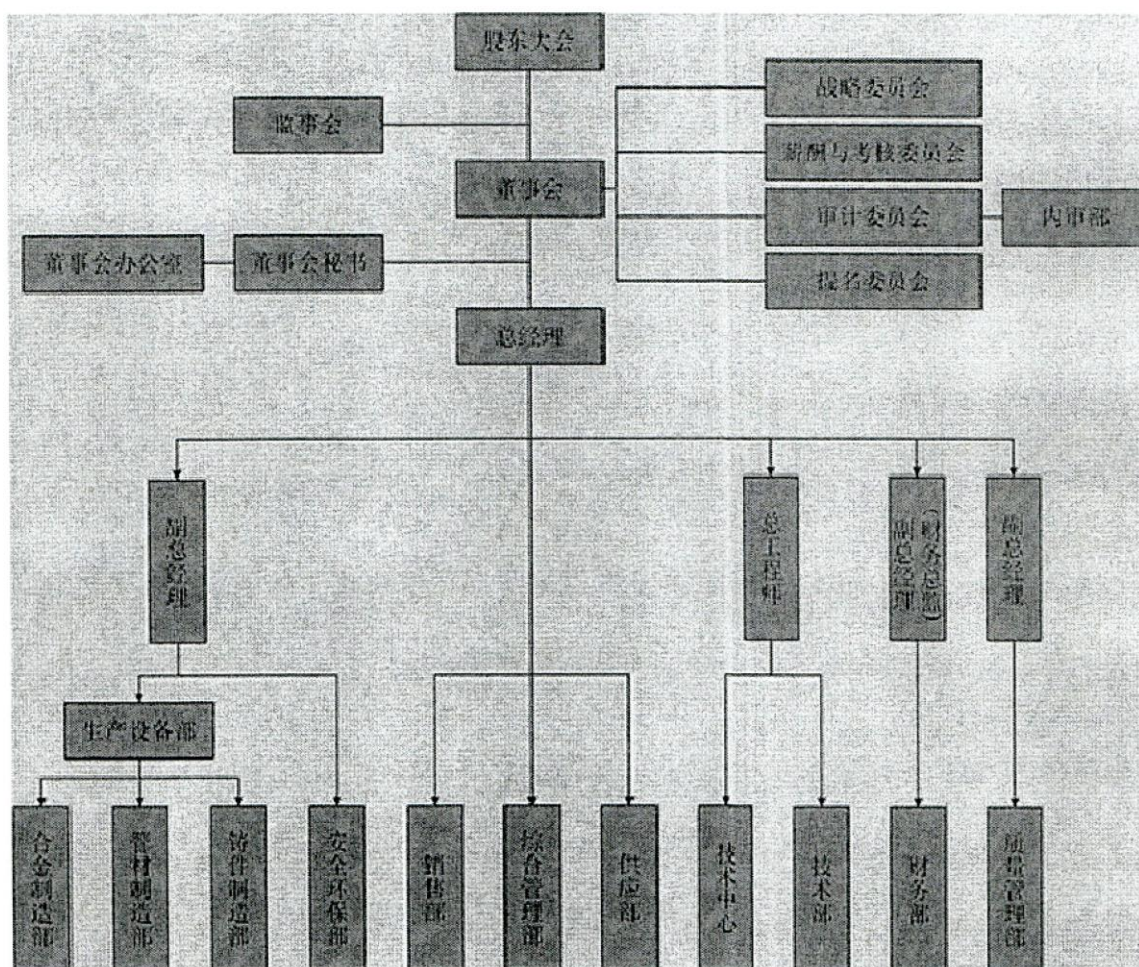 股东大会
战略委员会
监事会
薪酬与考核委员会
董事会
审计委员会
内审部
董事会办公室
董事会秘书
提名委员会
总经理
副总经理
总工程师
副总经理
(财务总监)
副总经理
生产设备部
合金制造部
管材制造部
铸件制造部
安全环保部
销售部
综合管理部
供应部
技术中心
技术部
财务部
质量管理部